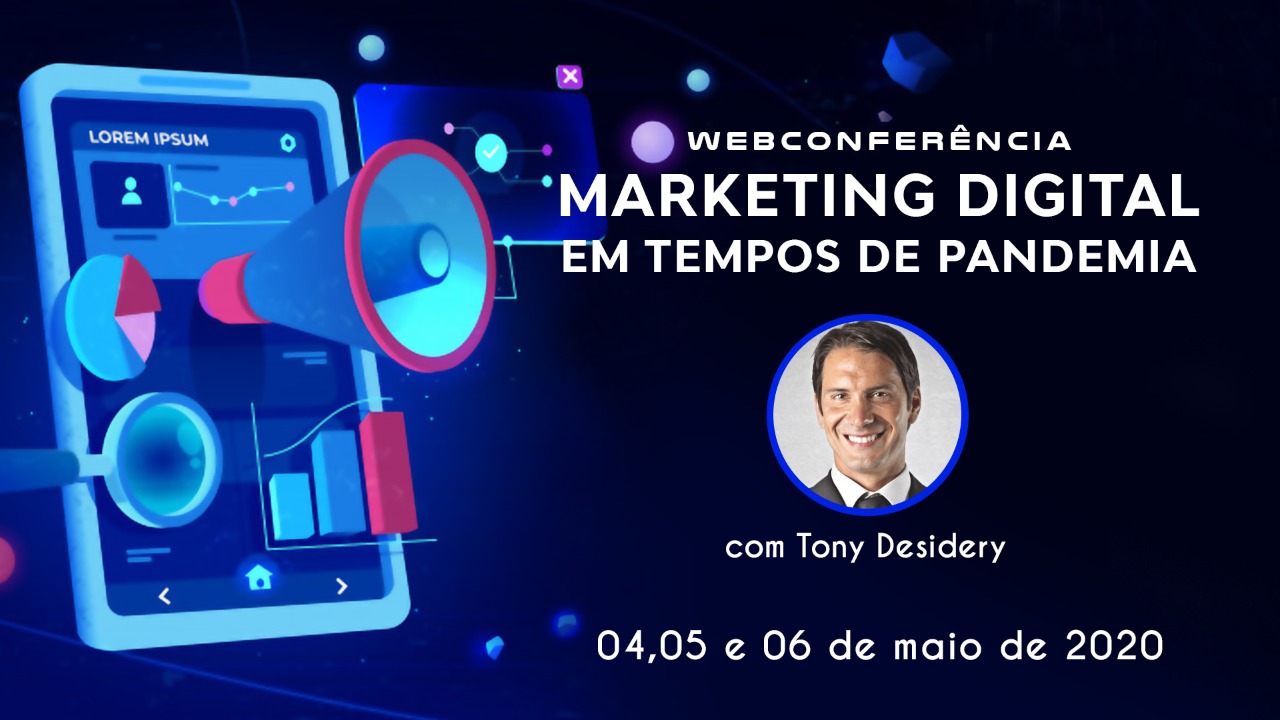 LOREM IPSUM
WEBCONFERÊNCIA
MARKETING DIGITAL
EM TEMPOS DE PANDEMIA
com Tony Desidery
04,05 e 06 de maio de 2020